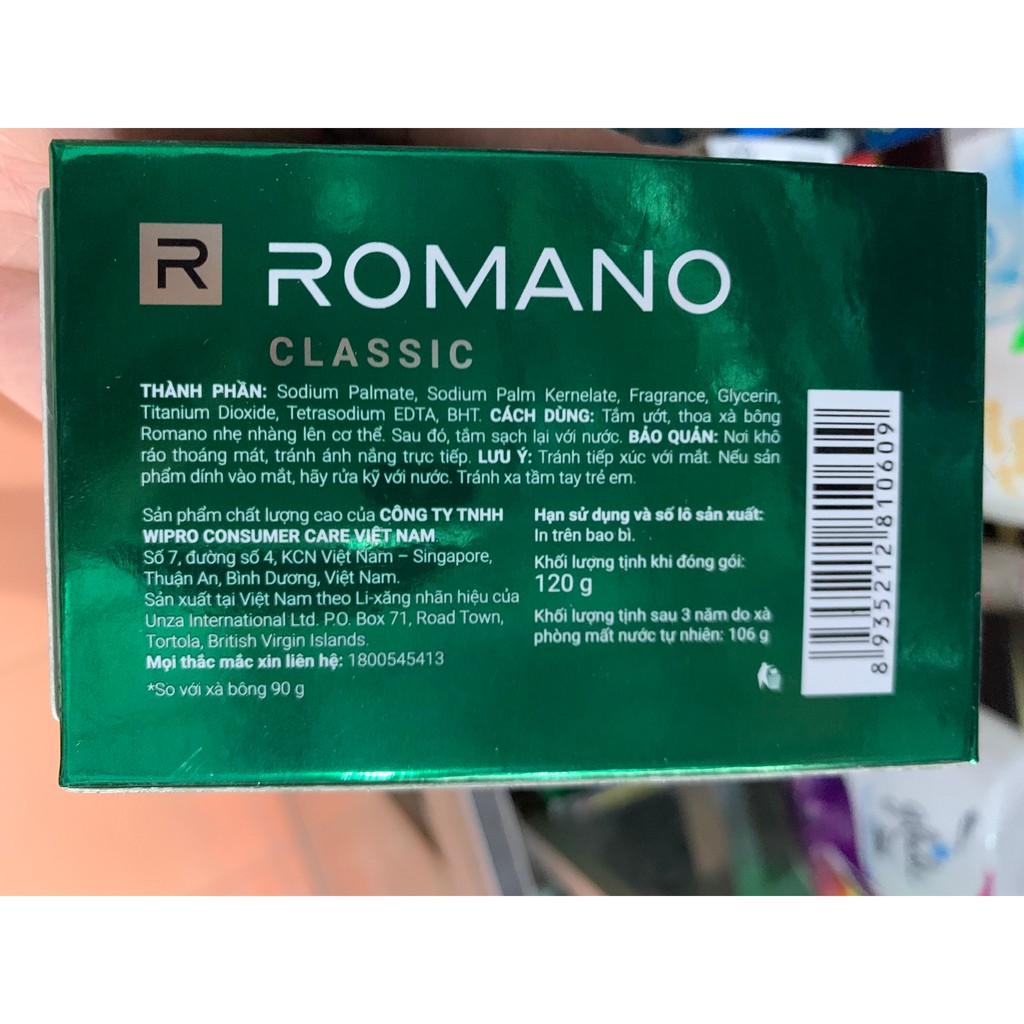 R ROMANO
CLASSIC
THÀNH PHẦN: Sodium Palmate, Sodium Palm Kernelate, Fragrance, Glycerin,
Titanium Dioxide, Tetrasodium EDTA, BHT. CÁCH DÙNG: Tắm ướt, thoa xà bông
Romano nhẹ nhàng lên cơ thể. Sau đó, tắm sạch lại với nước. BẢO QUẢN: Nơi khô
ráo thoáng mát, tránh ánh nắng trực tiếp. LƯU Ý: Tránh tiếp xúc với mắt. Nếu sản
phẩm dính vào mắt, hãy rửa kỹ với nước. Tránh xa tầm tay trẻ em.
Sản phẩm chất lượng cao của CÔNG TY TNHH
WIPRO CONSUMER CARE VIỆT NAM
Số 7, đường số 4, KCN Việt Nam – Singapore,
Thuận An, Bình Dương, Việt Nam.
Sản xuất tại Việt Nam theo Li-xăng nhãn hiệu của
Unza International Ltd. P.O. Box 71, Road Town,
Tortola, British Virgin Islands.
Mọi thắc mắc xin liên hệ: 1800545413
*So với xà bông 90 g
Hạn sử dụng và số lô sản xuất:
In trên bao bì.
Khối lượng tịnh khi đóng gói:
120 g
Khối lượng tịnh sau 3 năm do xà
phòng mất nước tự nhiên: 106 g
8 935212 810609